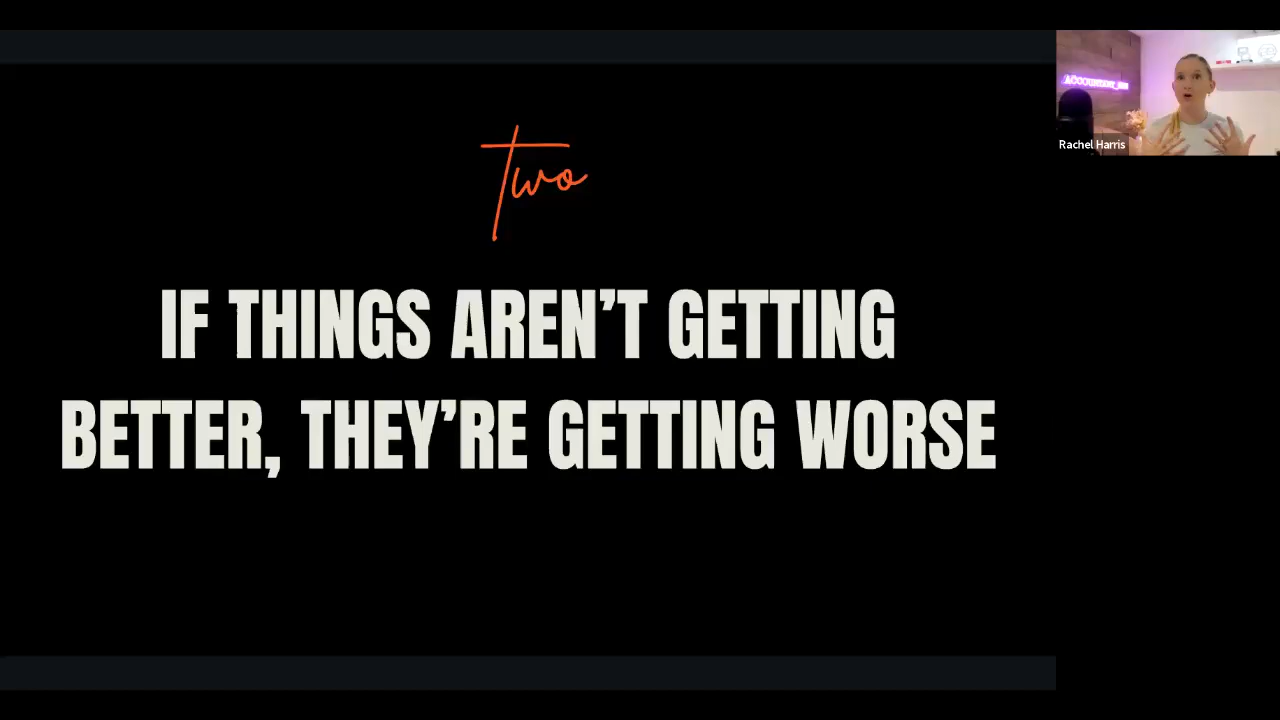 two
IF THINGS AREN’T GETTING
BETTER, THEY’RE GETTING WORSE
Rachel Harris